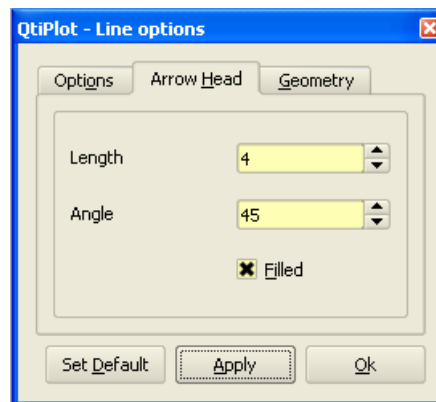 QtiPlot - Line options
Options Arrow Head Geometry
Length 4
Angle 45
Filled
Set Default Apply Ok